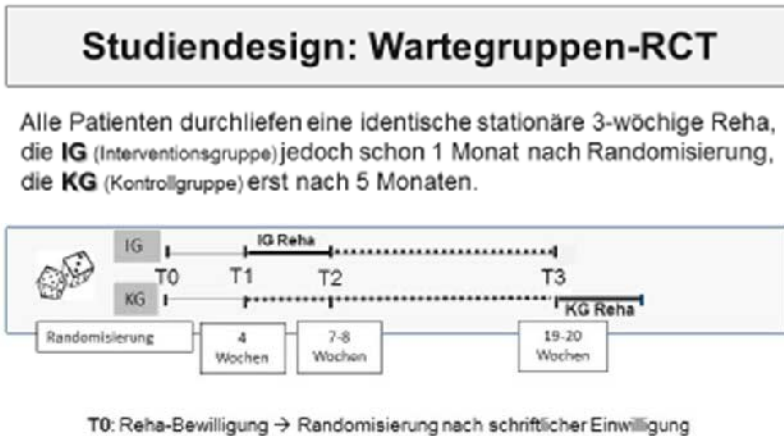 Studiendesign: Wartegruppen-RCT
Alle Patienten durchliefen eine identische stationäre 3-wöchige Reha,
die IG (Interventionsgruppe) jedoch schon 1 Monat nach Randomisierung,
die KG (Kontrollgruppe) erst nach 5 Monaten.
IG
IG Reha
T0
T1
T2
T3
KG
KG Reha
Randomisierung
4
Wochen
7-8
Wochen
19-20
Wochen
T0: Reha-Bewilligung → Randomisierung nach schriftlicher Einwilligung